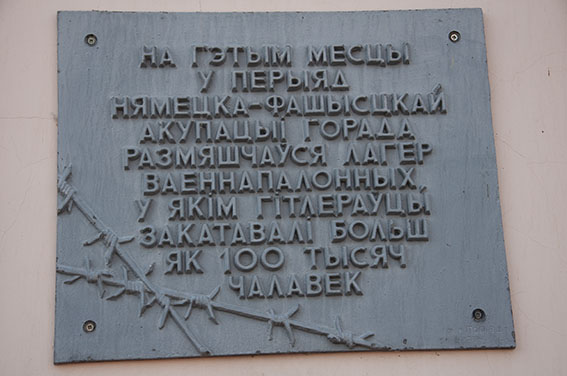 НА ГЭТЫМ МЕСЦЫ
У ПЕРЫЯД
НЯМЕЦКА-ФАШЫСЦКАЙ
АКУПАЦЫІ ГОРАДА
РАЗМЯШЧАЎСЯ ЛАГЕР
ВАЕННАПАЛОННЫХ,
У ЯКІМ ГІТЛЕРАЎЦЫ
ЗАКАТАВАЛІ БОЛЬШ
ЯК 100 ТЫСЯЧ
ЧАЛАВЕК